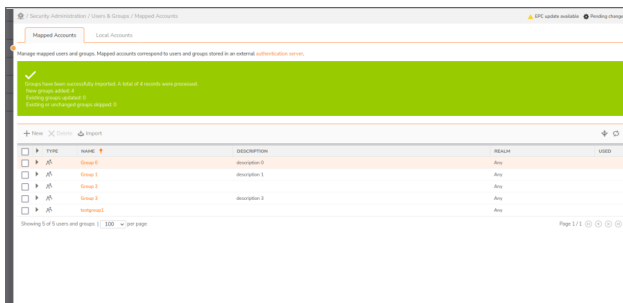 / Security Administration / Users & Groups / Mapped Accounts
EPC update available Pending change
Mapped Accounts Local Accounts
Manage mapped users and groups. Mapped accounts correspond to users and groups stored in an external authentication server.
Groups have been successfully imported. A total of 4 records were processed.
New groups added: 4
Existing groups updated: 0
Existing or unchanged groups skipped: 0
New Delete Import
TYPE NAME DESCRIPTION REALM USED
Group 0 description 0 Any
Group 1 description 1 Any
Group 2 Any
Group 3 description 3 Any
testgroup1 Any
Showing 5 of 5 users and groups | 100 per page
Page 1 / 1